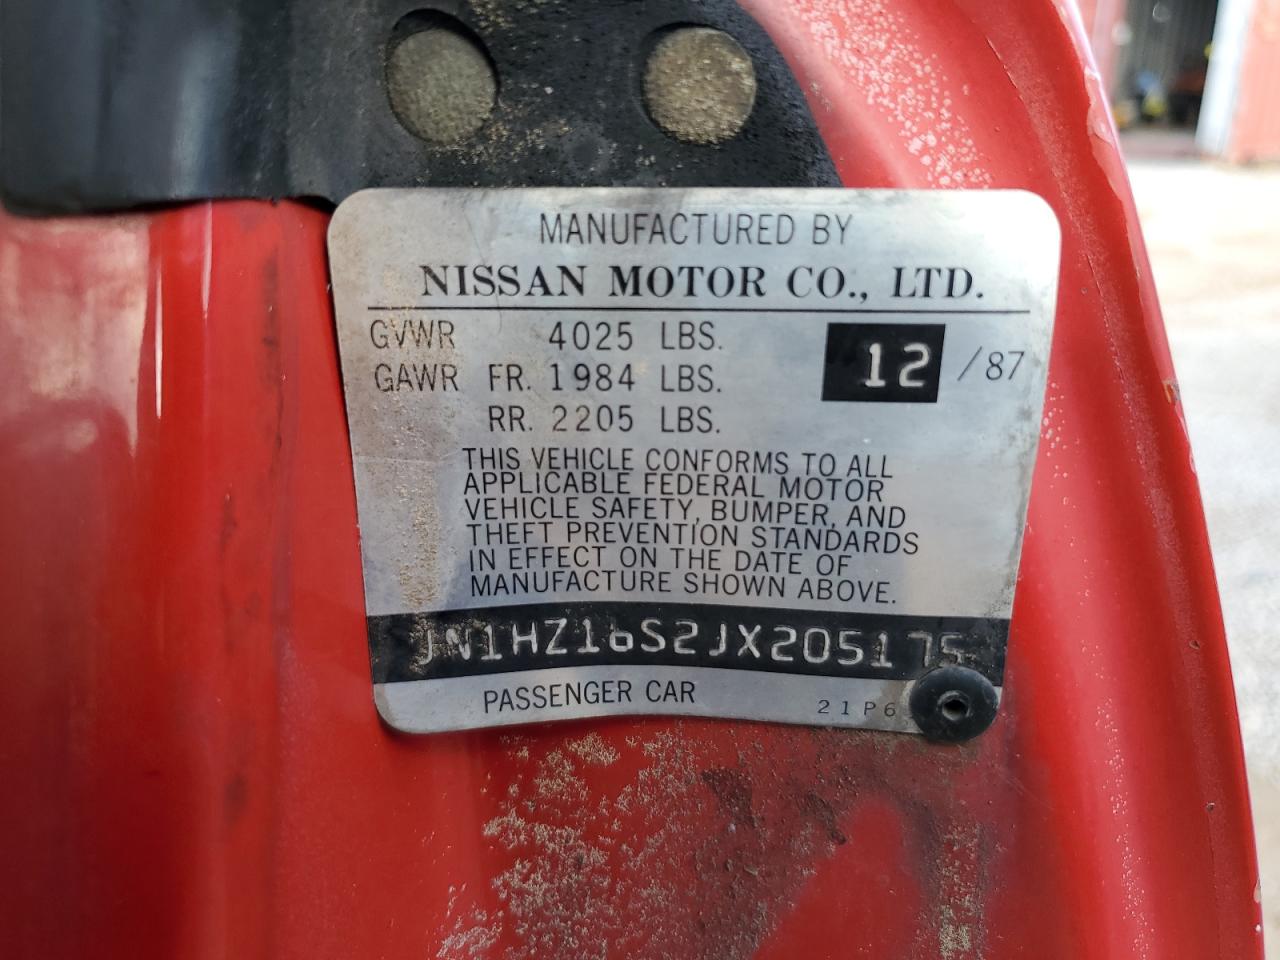 MANUFACTURED BY
NISSAN MOTOR CO., LTD.
GVWR 4025 LBS.
12 /87
GAWR FR. 1984 LBS.
RR. 2205 LBS.
THIS VEHICLE CONFORMS TO ALL
APPLICABLE FEDERAL MOTOR
VEHICLE SAFETY, BUMPER, AND
THEFT PREVENTION STANDARDS
IN EFFECT ON THE DATE OF
MANUFACTURE SHOWN ABOVE.
JN1HZ16S2JX205175
PASSENGER CAR 21P6